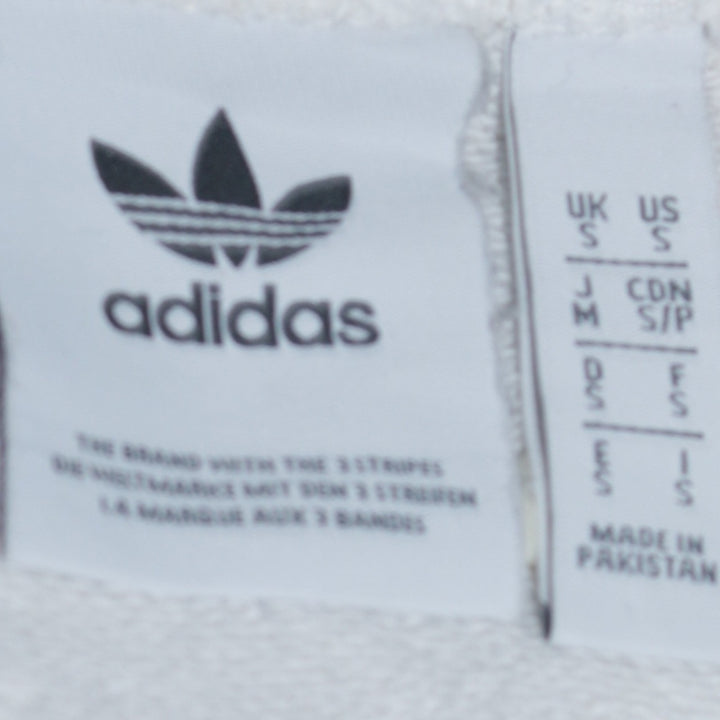 adidas
THE BRAND WITH THE 3 STRIPES
DIE WELTMARKE MIT DEN 3 STREIFEN
LA MARQUE AUX 3 BANDES
UK US
S S
J CDN
M S/P
D F
S S
E I
S S
MADE IN
PAKISTAN